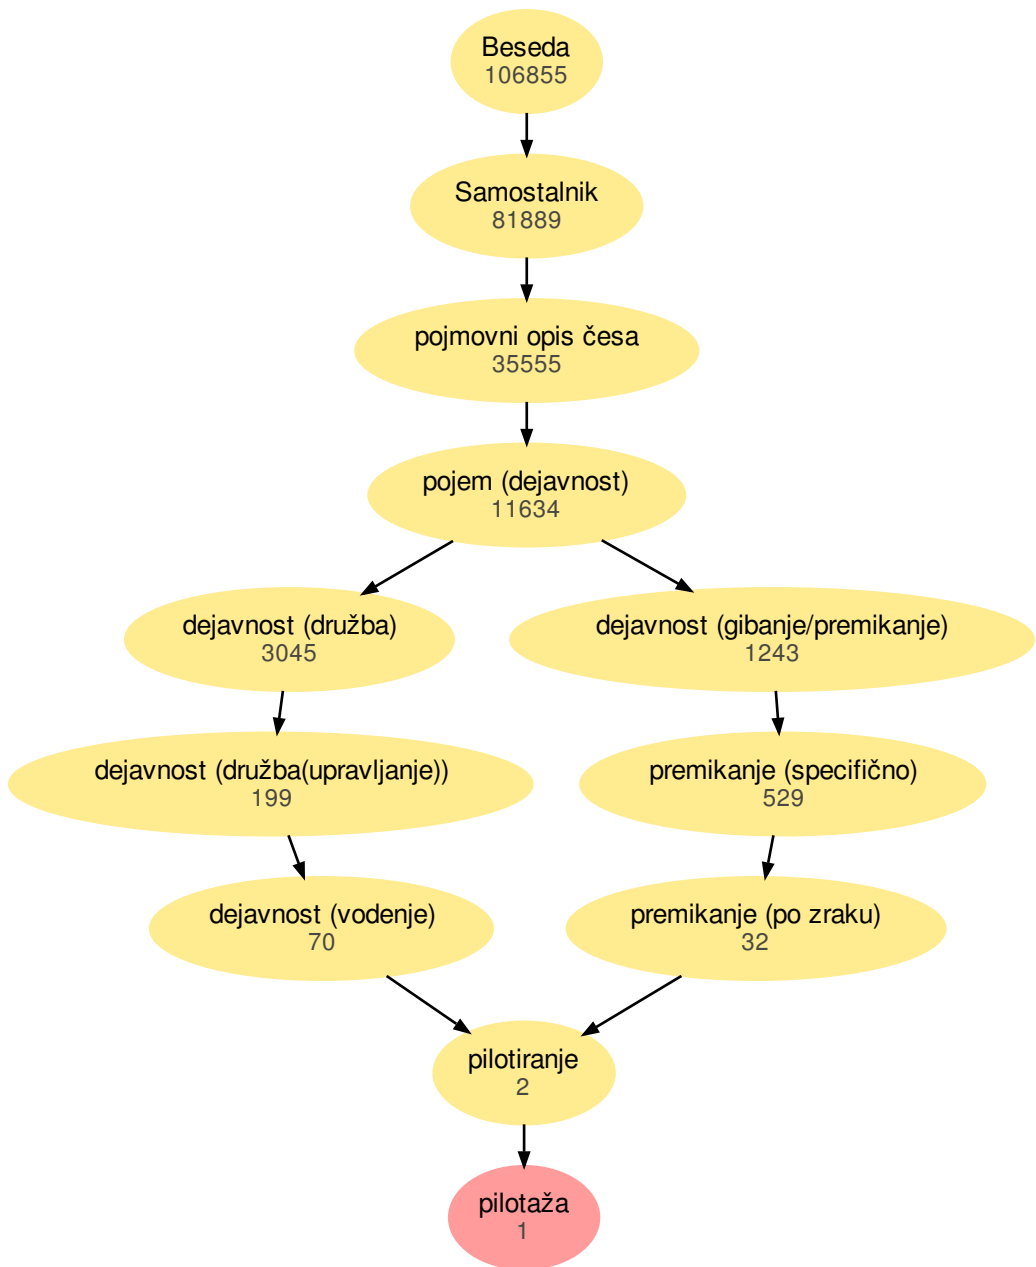 Beseda
106855
Samostalnik
81889
pojmovni opis česa
35555
pojem (dejavnost)
11634
dejavnost (družba)
3045
dejavnost (gibanje/premikanje)
1243
dejavnost (družba(upravljanje))
199
premikanje (specifično)
529
dejavnost (vodenje)
70
premikanje (po zraku)
32
pilotiranje
2
pilotaža
1